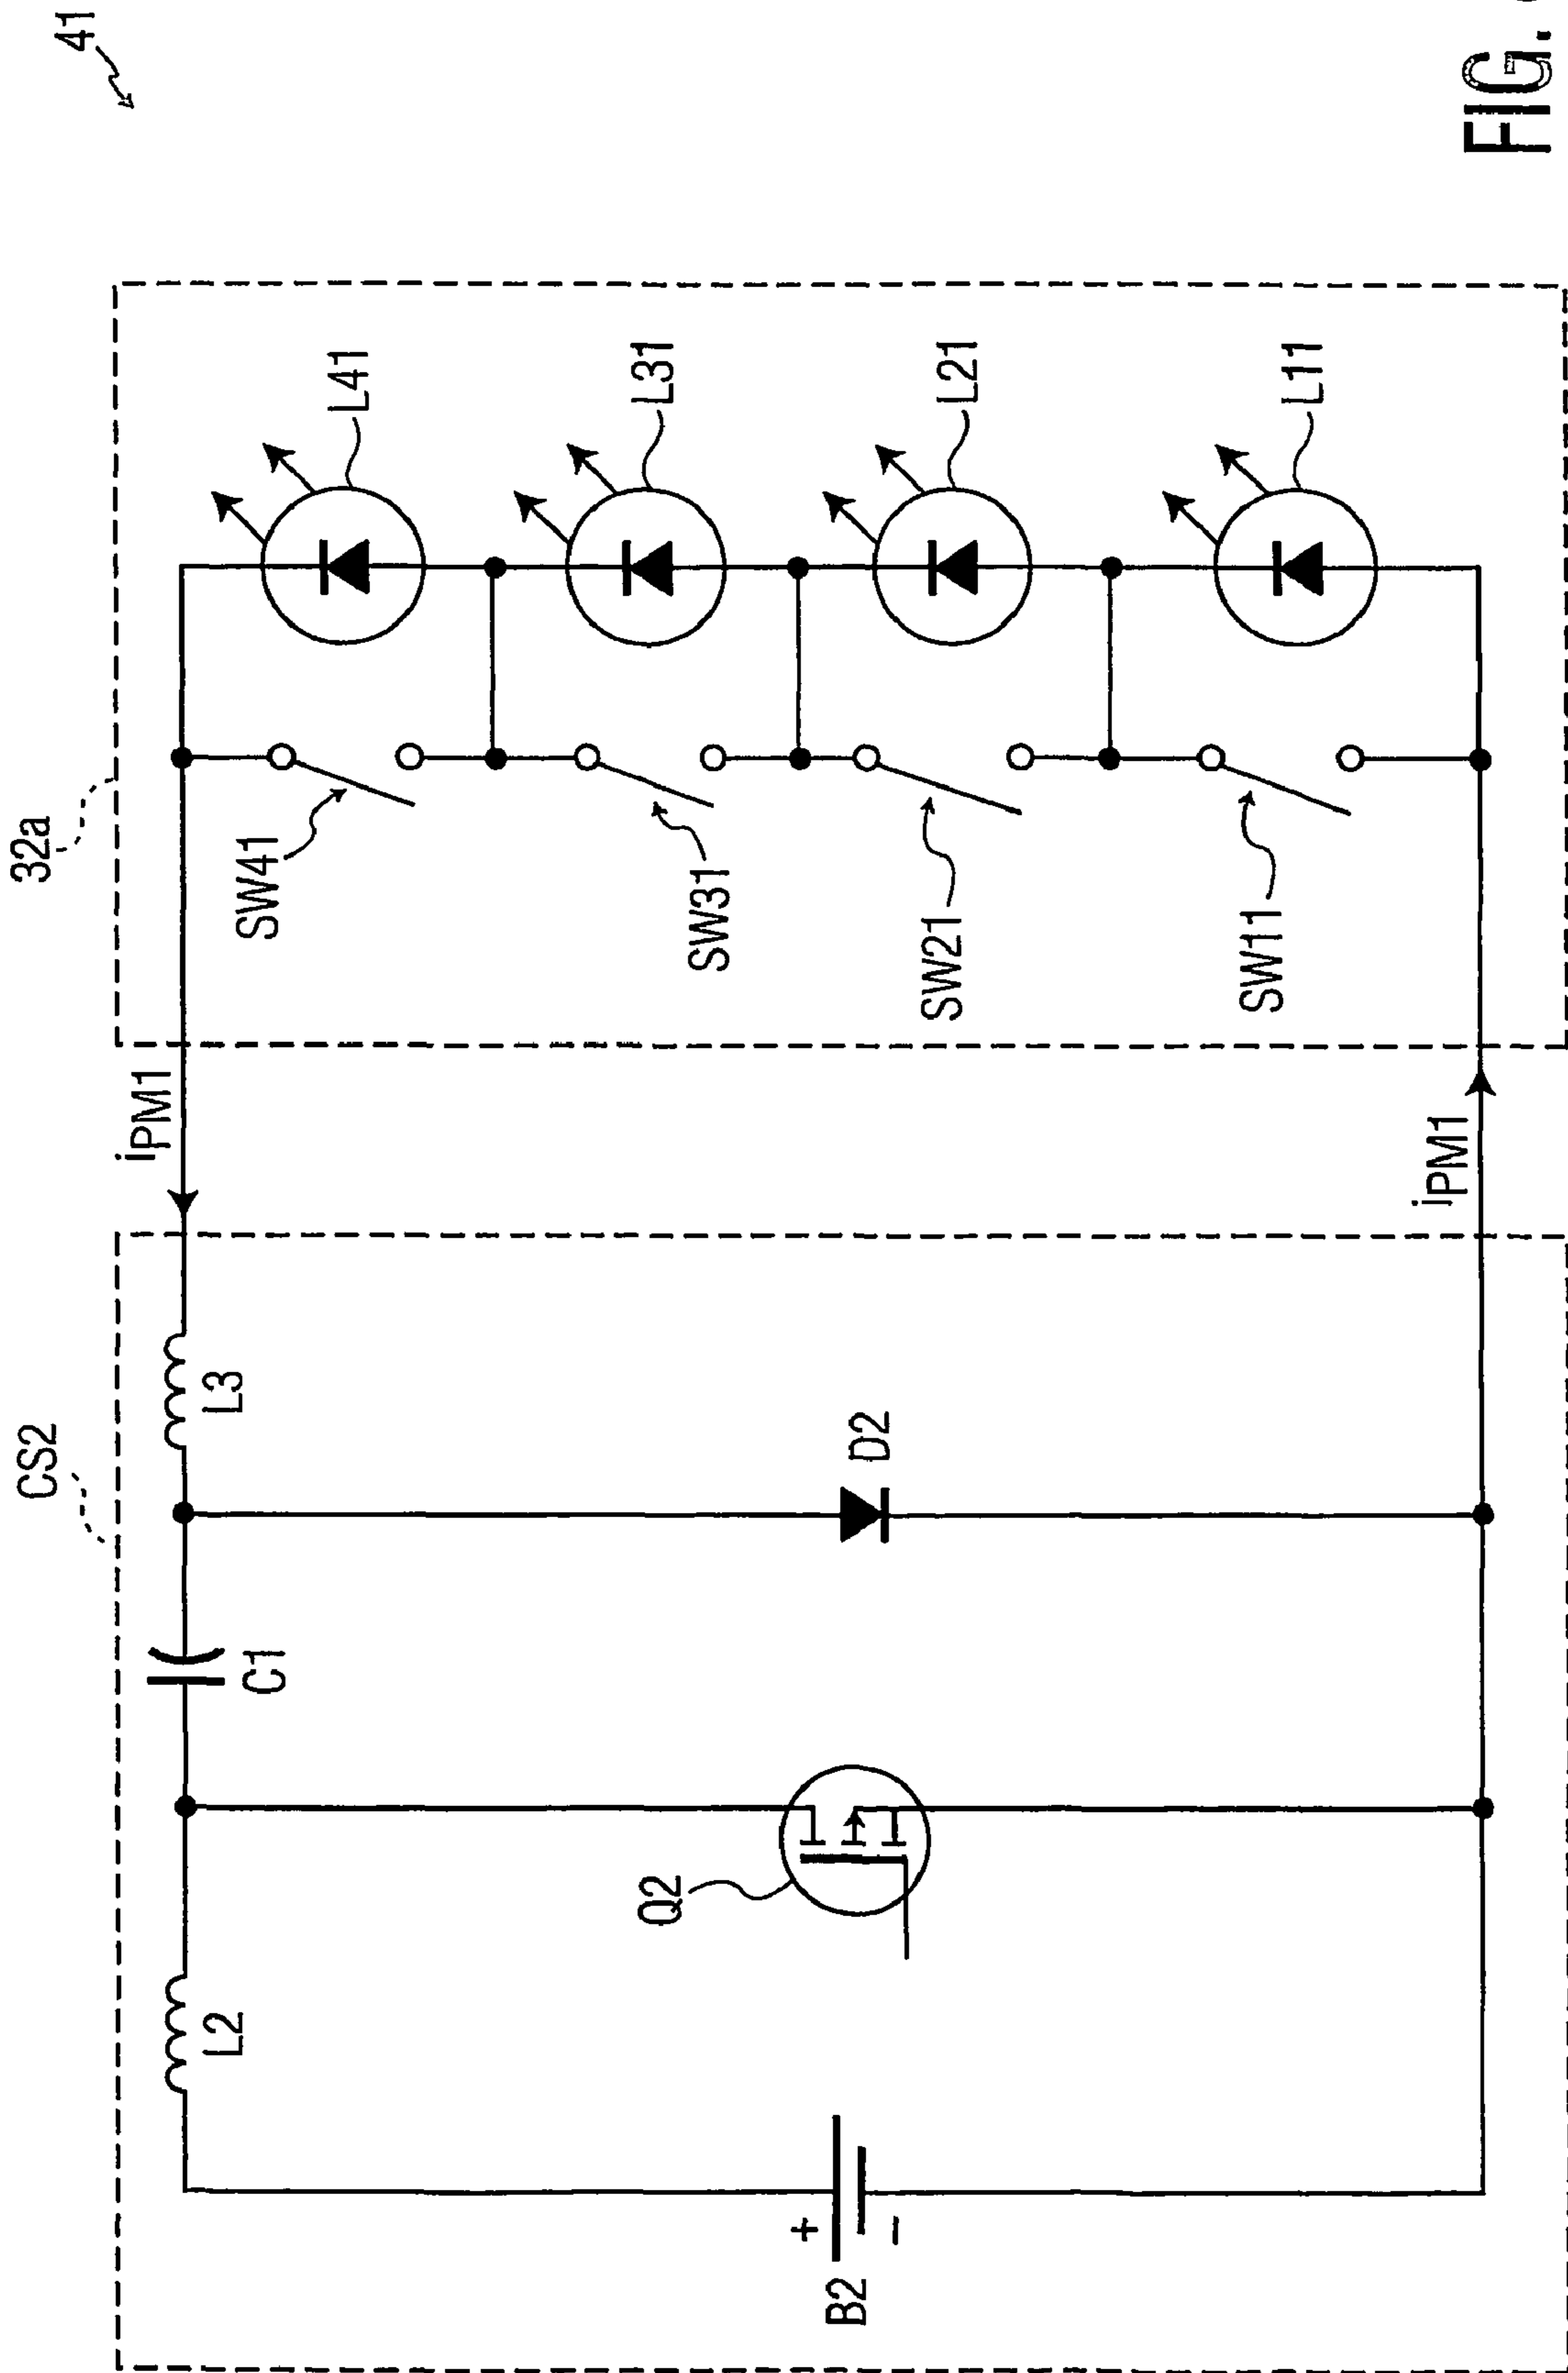 41
32a
CS2
iPM1
iPM1
SW41
SW31
SW21
SW11
L41
L31
L21
L11
L3
D2
C1
Q2
L2
+
−
B2
FIG.